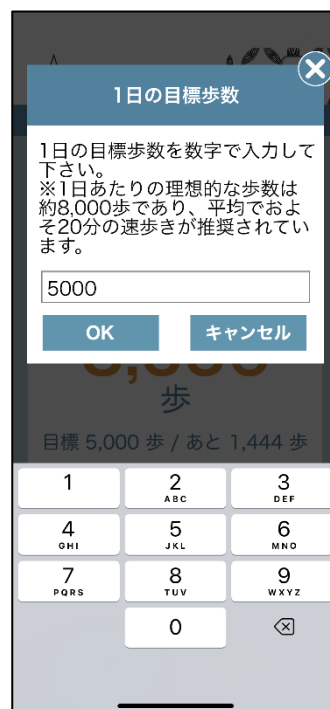 1日の目標歩数
1日の目標歩数を数字で入力して
下さい。
※1日あたりの理想的な歩数は
約8,000歩であり、平均でおよ
そ20分の速歩きが推奨されてい
ます。
5000
OK キャンセル
歩
目標 5,000 歩 / あと 1,444 歩
1 2 3
ABC DEF
4 5 6
GHI JKL MNO
7 8 9
PQRS TUV WXYZ
0